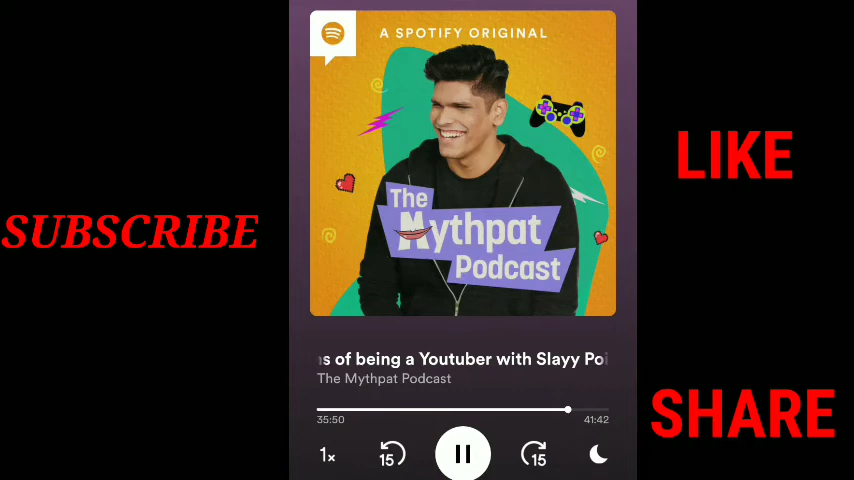 A SPOTIFY ORIGINAL
The
Mythpat
Podcast
LIKE
SUBSCRIBE
s of being a Youtuber with Slayy Poi
The Mythpat Podcast
35:50
41:42
1x
15
15
SHARE